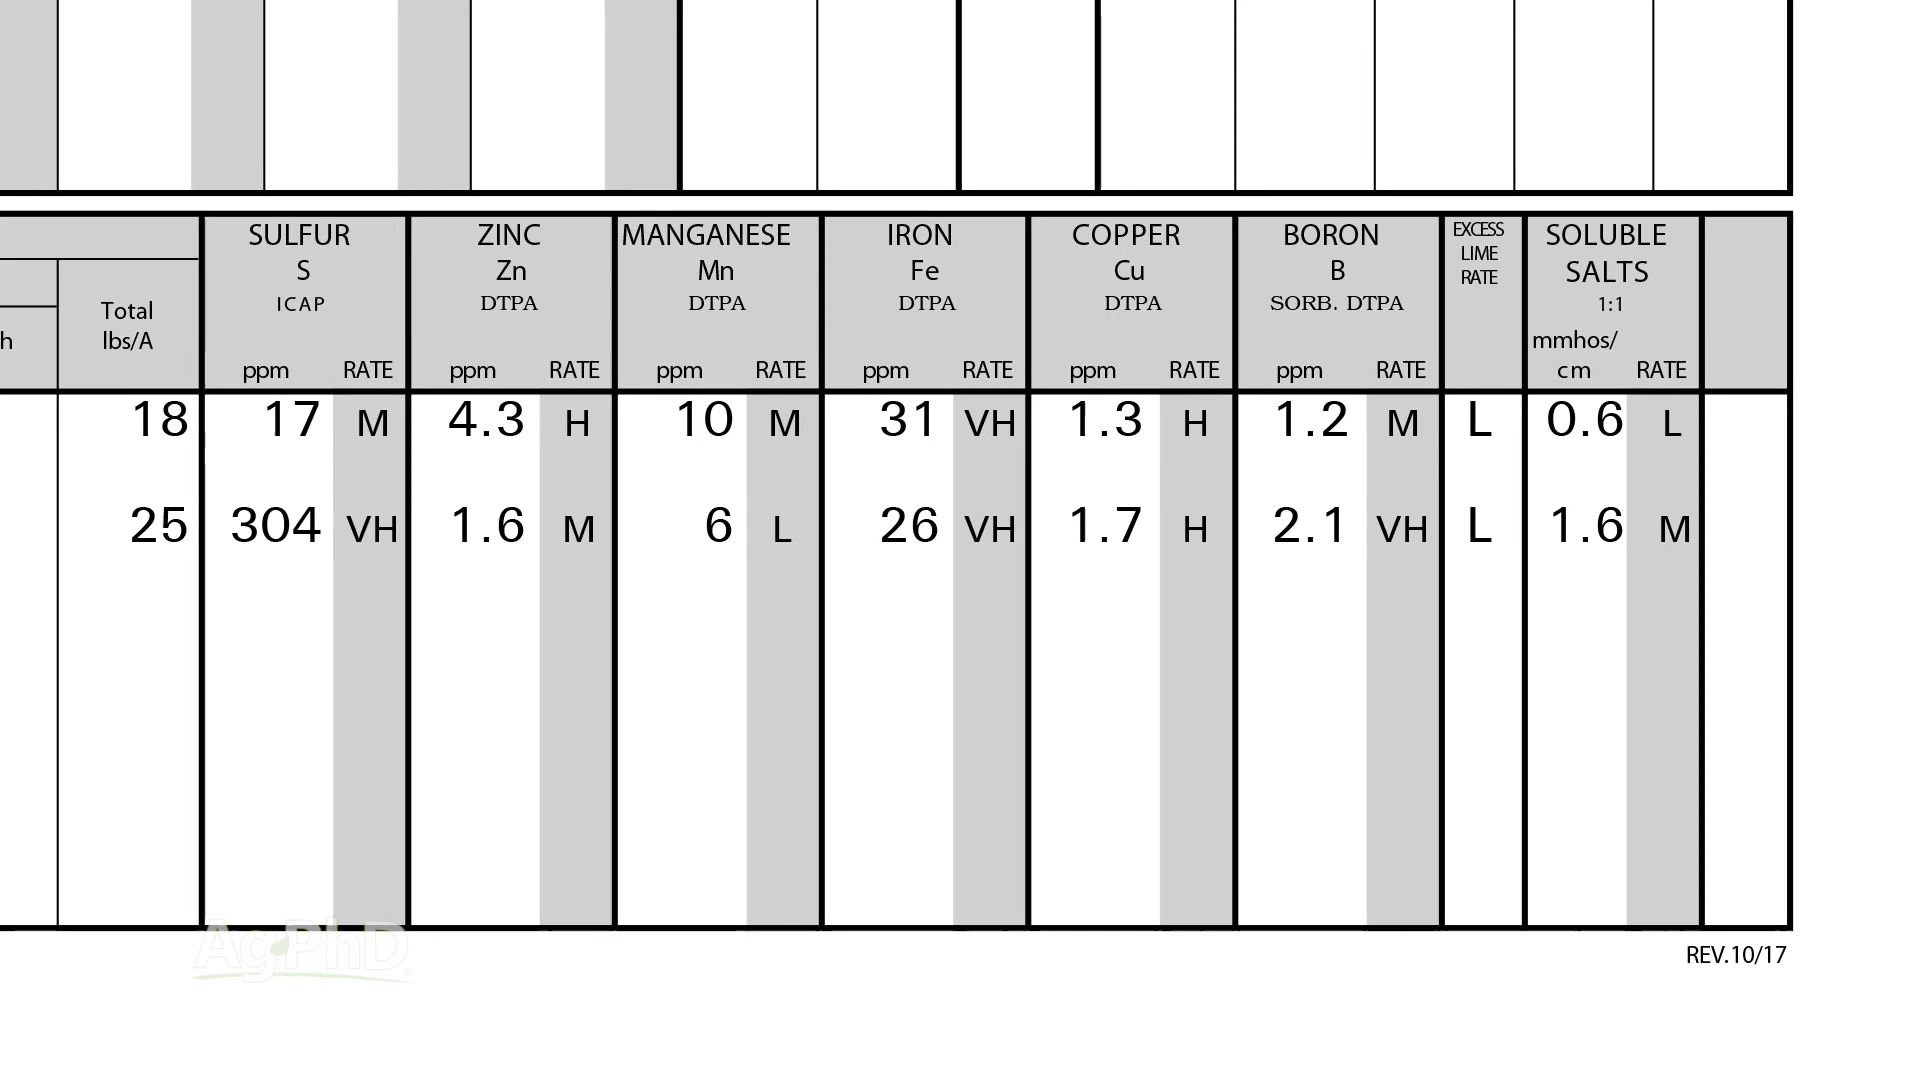 SULFUR ZINC MANGANESE IRON COPPER BORON EXCESS LIME RATE SOLUBLE SALTS
S Zn Mn Fe Cu B
ICAP DTPA DTPA DTPA DTPA SORB. DTPA 1:1
h Total lbs/A mmhos/
ppm RATE ppm RATE ppm RATE ppm RATE ppm RATE ppm RATE cm RATE
18 17 M 4.3 H 10 M 31 VH 1.3 H 1.2 M L 0.6 L
25 304 VH 1.6 M 6 L 26 VH 1.7 H 2.1 VH L 1.6 M
AgPhD
REV.10/17